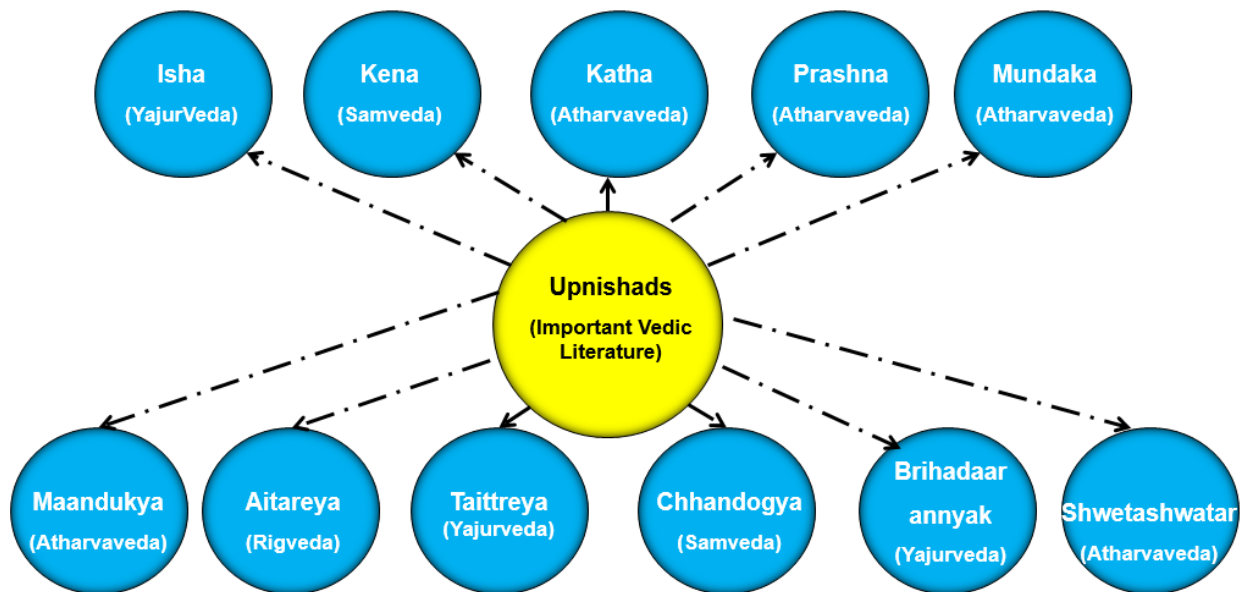 Isha
(YajurVeda)
Kena
(Samveda)
Katha
(Atharvaveda)
Prashna
(Atharvaveda)
Mundaka
(Atharvaveda)
Upnishads
(Important Vedic
Literature)
Maandukya
(Atharvaveda)
Aitareya
(Rigveda)
Taittreya
(Yajurveda)
Chhandogya
(Samveda)
Brihadaar
annyak
(Yajurveda)
Shwetashwatar
(Atharvaveda)